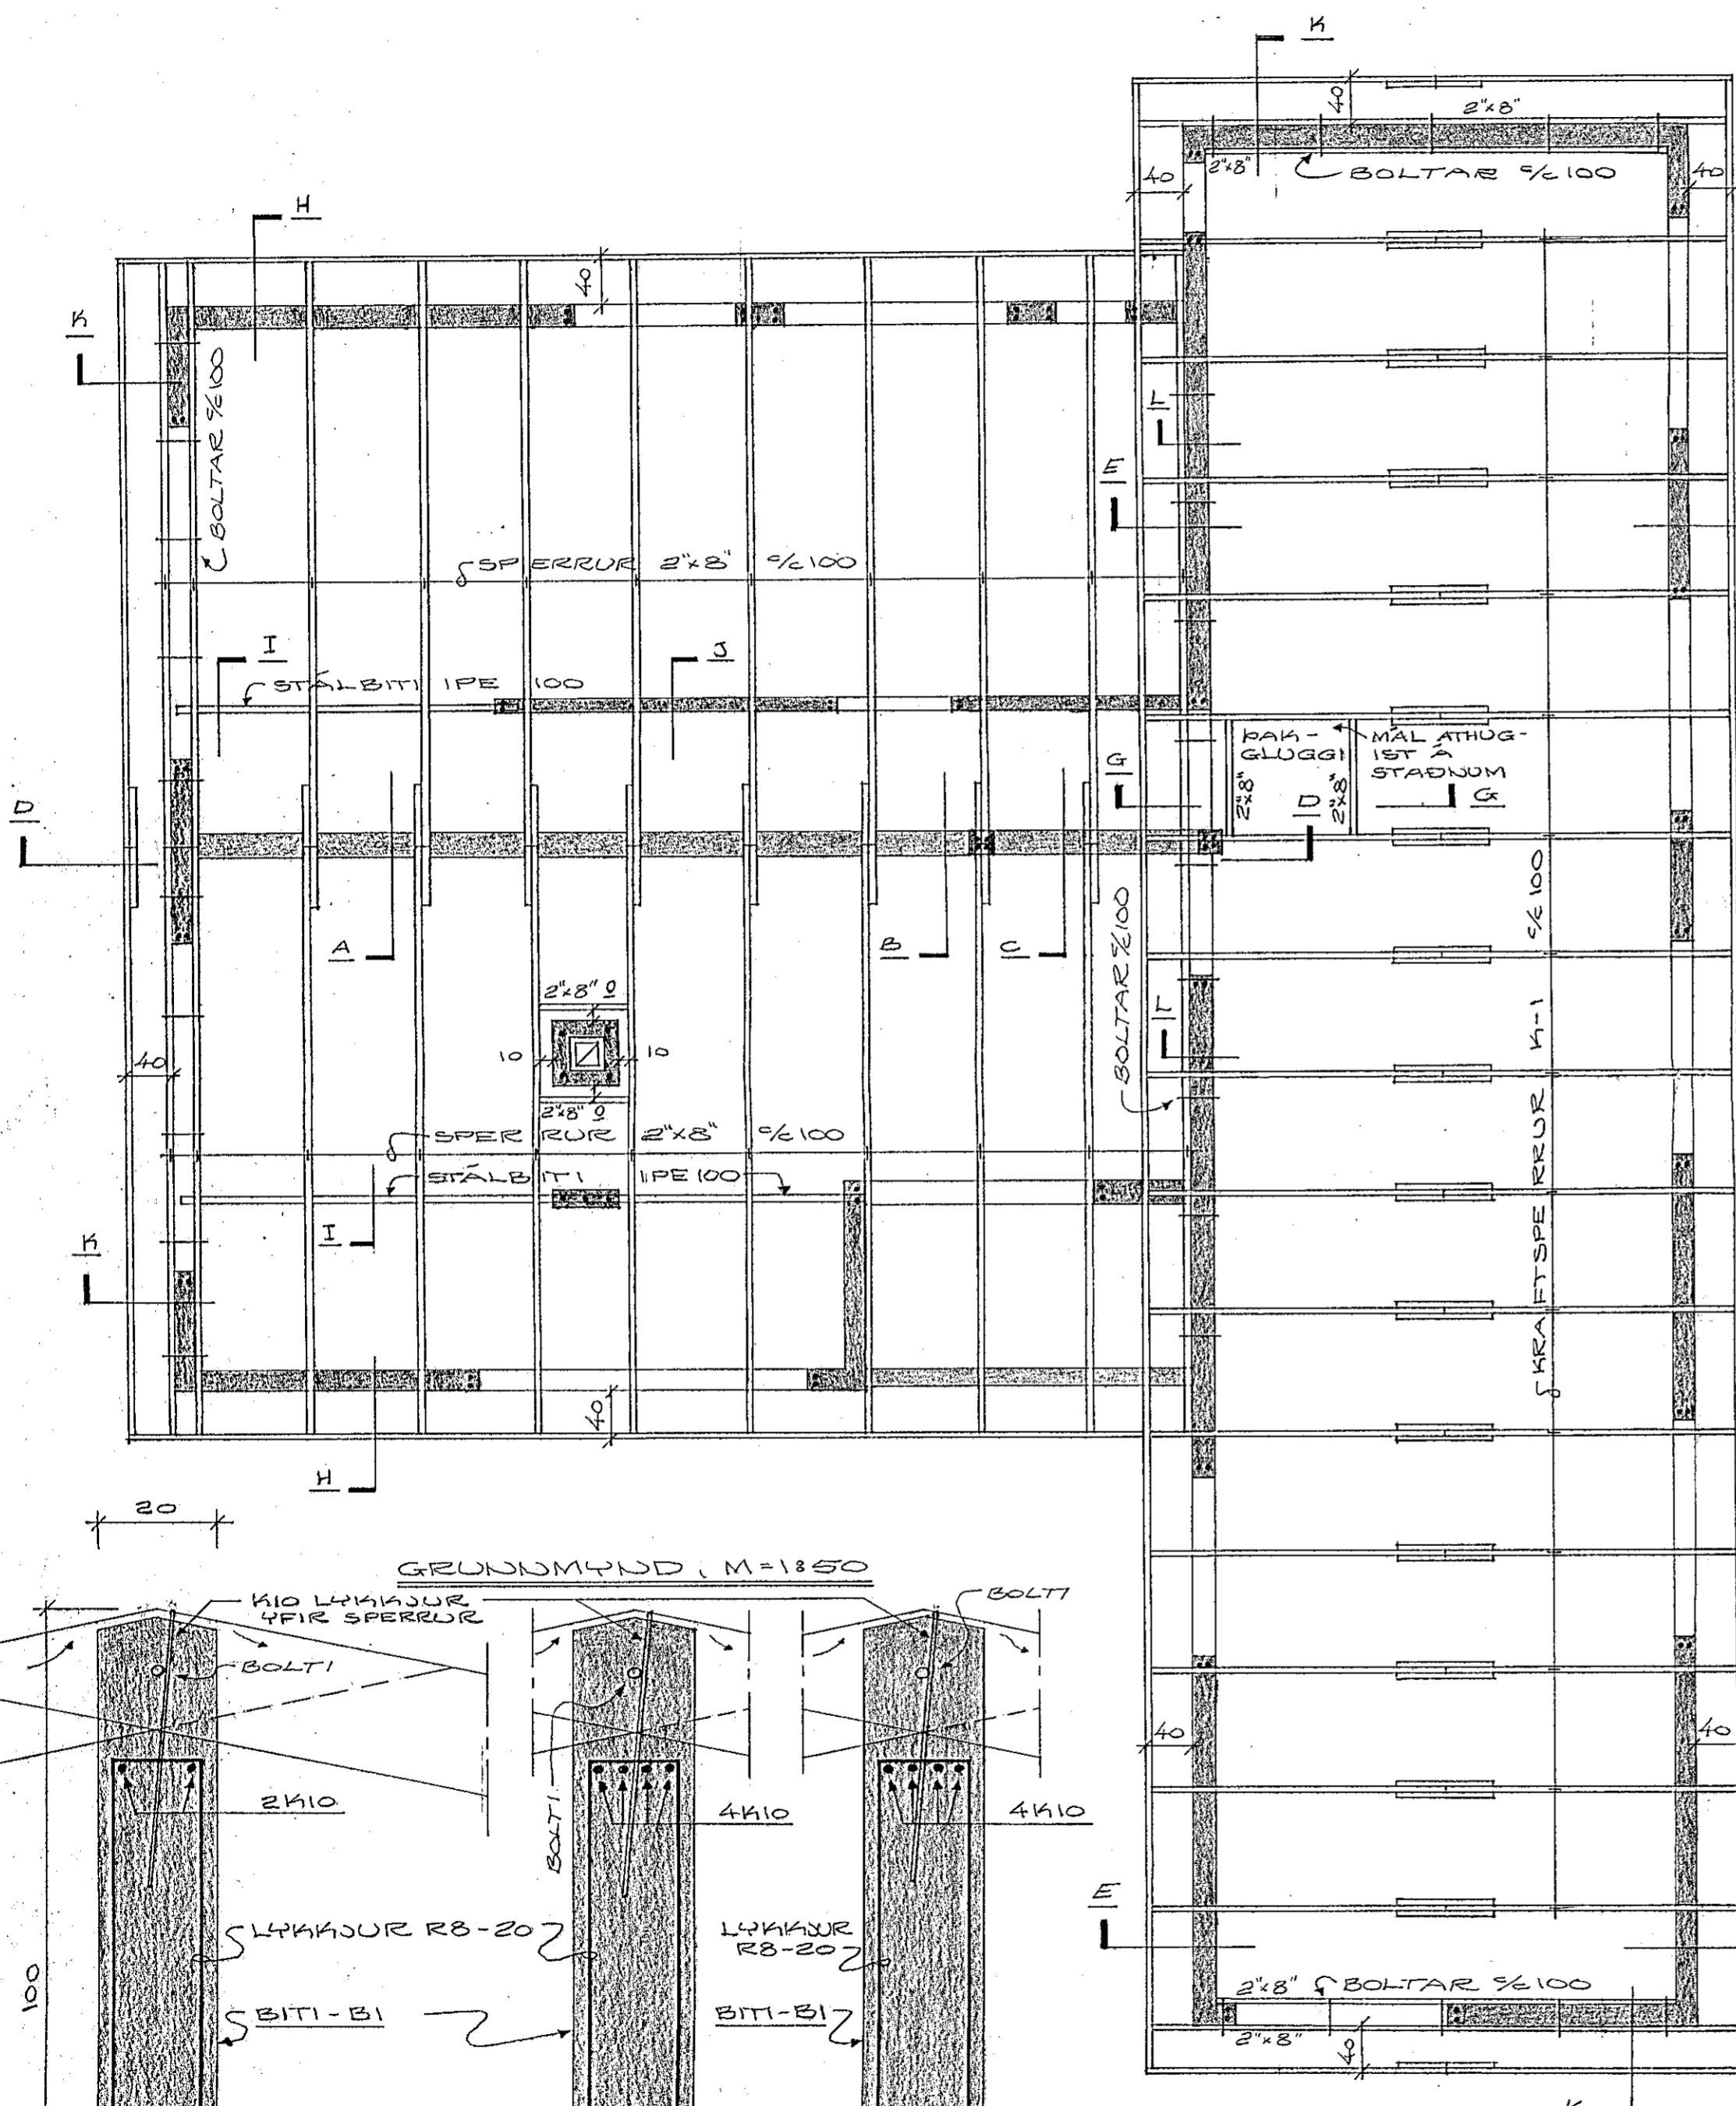 K
40
2"x8"
40
2"x8"
BOLTAR c/c 100
40
H
40
K
BOLTAR c/c 100
L
E
SPERRUR 2"x8" c/c 100
I
J
STÁLBITI IPE 100
ÞAK-
GLUGGI
MÁL ATHUG-
IST Á
STAÐNUM
G
2"x8"
D
2"x8"
G
D
A
B
C
BOLTAR c/c 100
KRAFTSPERRUR K-1 c/c 100
2"x8"
10
10
L
40
2"x8"
SPERRUR 2"x8" c/c 100
STÁLBITI IPE 100
I
K
40
H
20
GRUNNMYND, M=1:50
K10 LYKKJUR
YFIR SPERRUR
BOLTI
BOLTI
40
40
2K10
BOLTI
4K10
4K10
E
LYKKJUR R8-20
LYKKJUR
R8-20
100
BITI-B1
BITI-B1
2"x8" BOLTAR c/c 100
2"x8"
40
K